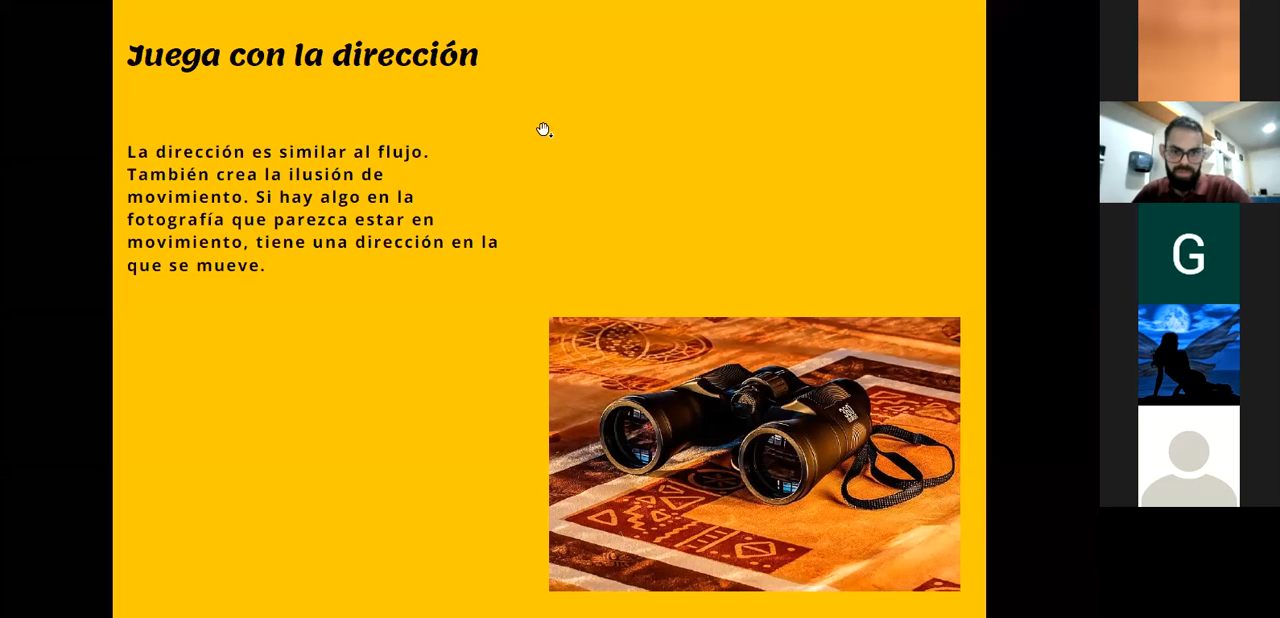 Juega con la dirección
La dirección es similar al flujo.
También crea la ilusión de
movimiento. Si hay algo en la
fotografía que parezca estar en
movimiento, tiene una dirección en la
que se mueve.
G
360